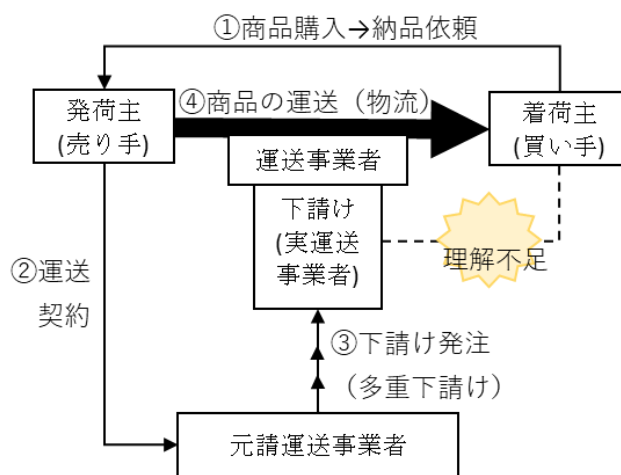 ①商品購入→納品依頼
発荷主
(売り手)
④商品の運送（物流）
着荷主
(買い手)
運送事業者
下請け
(実運送
事業者)
理解不足
②運送
契約
③下請け発注
（多重下請け）
元請運送事業者